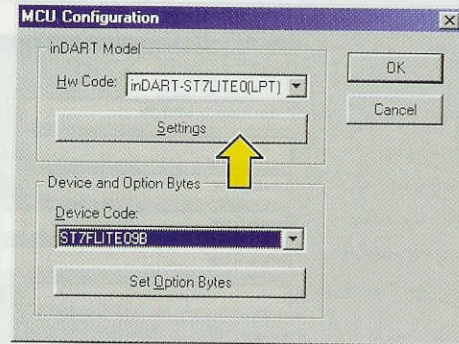 MCU Configuration
inDART Model
Hw Code: inDART-ST7LITE0(LPT)
OK
Settings
Cancel
Device and Option Bytes
Device Code:
ST7FLITE09B
Set Option Bytes